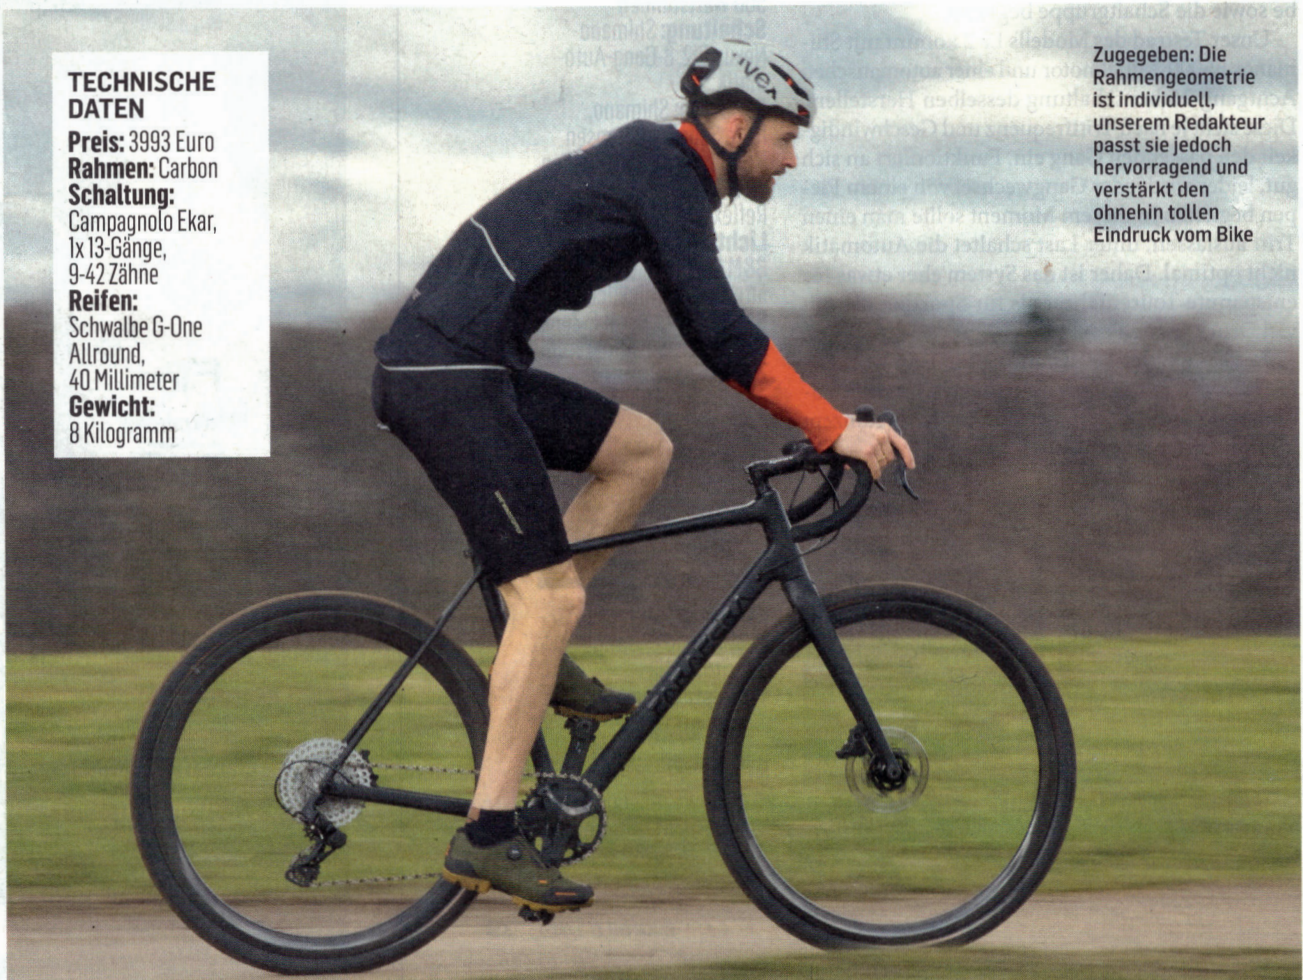 TECHNISCHE
DATEN
Preis: 3993 Euro
Rahmen: Carbon
Schaltung:
Campagnolo Ekar,
1x 13-Gänge,
9-42 Zähne
Reifen:
Schwalbe G-One
Allround,
40 Millimeter
Gewicht:
8 Kilogramm
Zugegeben: Die
Rahmengeometrie
ist individuell,
unserem Redakteur
passt sie jedoch
hervorragend und
verstärkt den
ohnehin tollen
Eindruck vom Bike
uvex